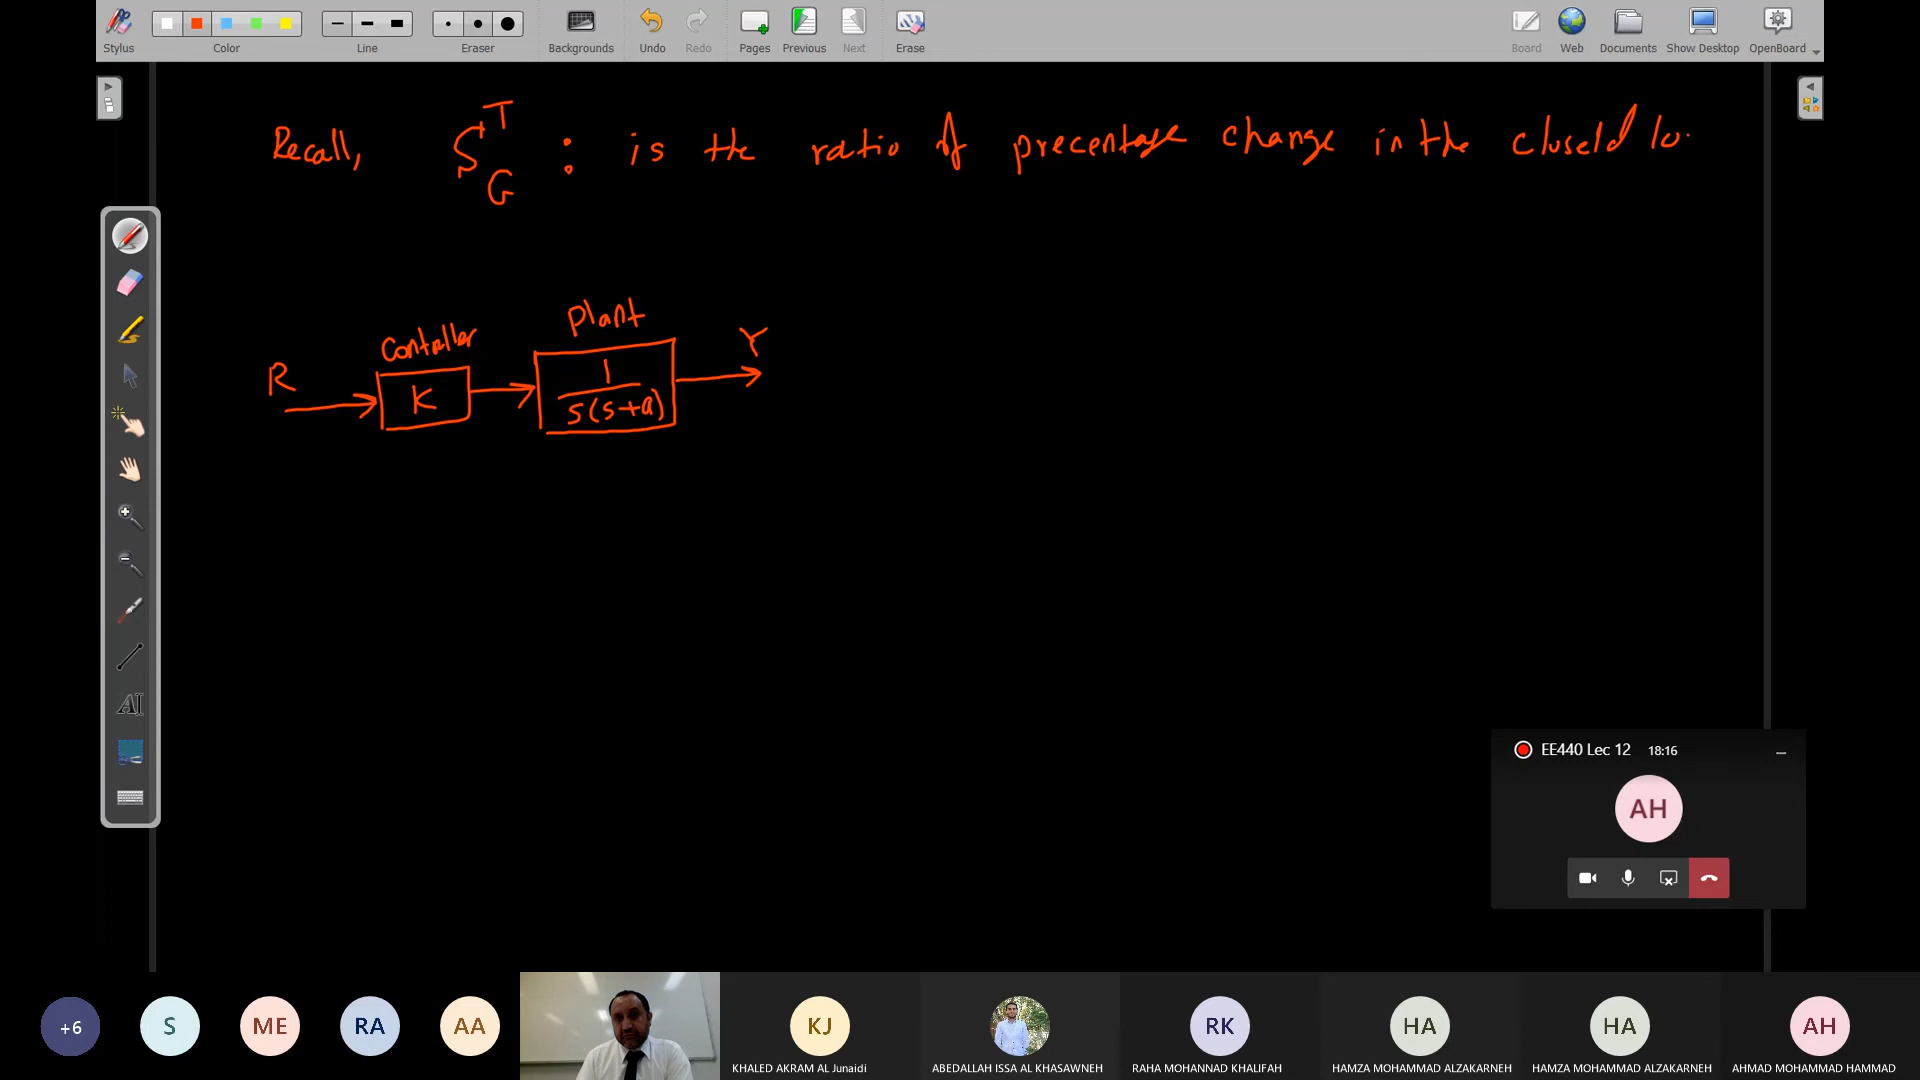 Stylus Color Line Eraser Backgrounds Undo Redo Pages Previous Next Erase Board Web Documents Show Desktop OpenBoard
Recall, S T G : is the ratio of precentage change in the cluseld lo
Plant
Controller
R K 1 Y
s(s+a)
AI
EE440 Lec 12 18:16
AH
+6 S ME RA AA KJ RK HA HA AH
KHALED AKRAM AL Junaidi ABEDALLAH ISSA AL KHASAWNEH RAHA MOHANNAD KHALIFAH HAMZA MOHAMMAD ALZAKARNEH HAMZA MOHAMMAD ALZAKARNEH AHMAD MOHAMMAD HAMMAD